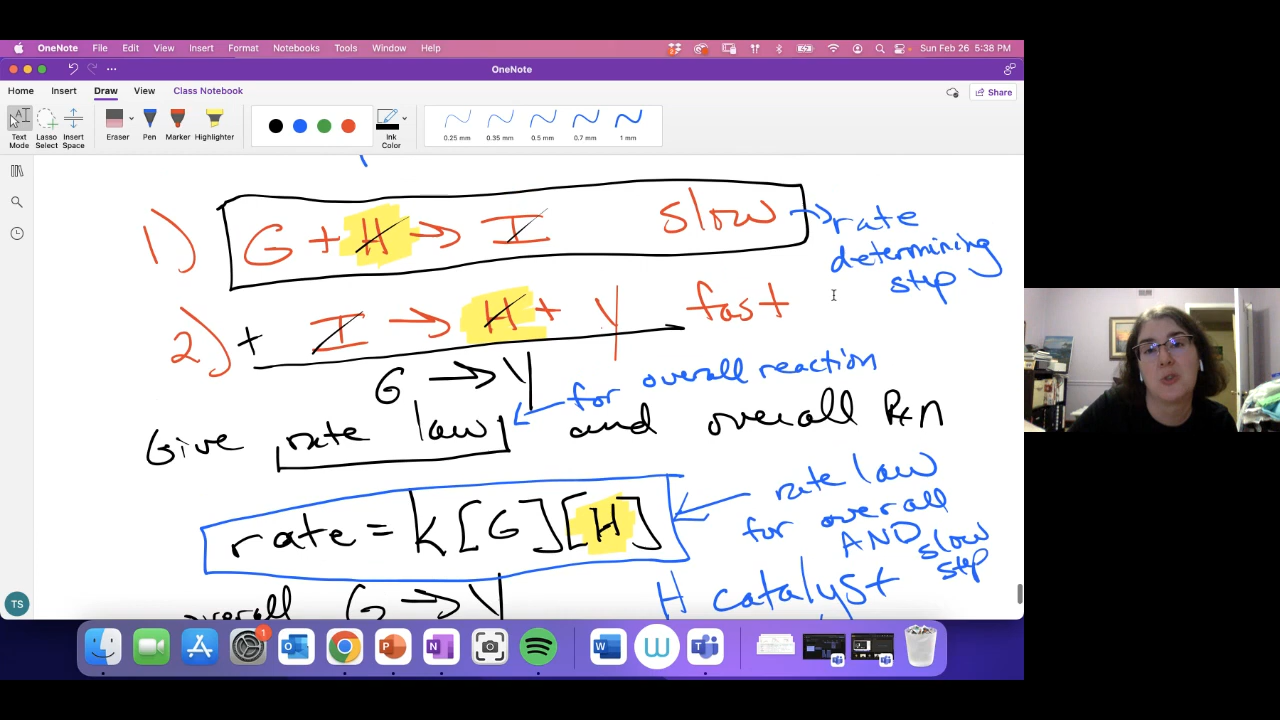 OneNote File Edit View Insert Format Notebooks Tools Window Help Sun Feb 26 5:38 PM
OneNote
Home Insert Draw View Class Notebook Share
Text Mode Lasso Select Insert Space Eraser Pen Marker Highlighter Ink Color 0.25 mm 0.35 mm 0.5 mm 0.7 mm 1 mm
1) G + H → I slow → rate
determining
step
2) + I → H + Y fast
G → Y
for overall reaction
Give rate law and overall Rxn
rate = k[G][H]
rate law
for overall
AND slow
step
H catalyst
overall G → Y
TS
1